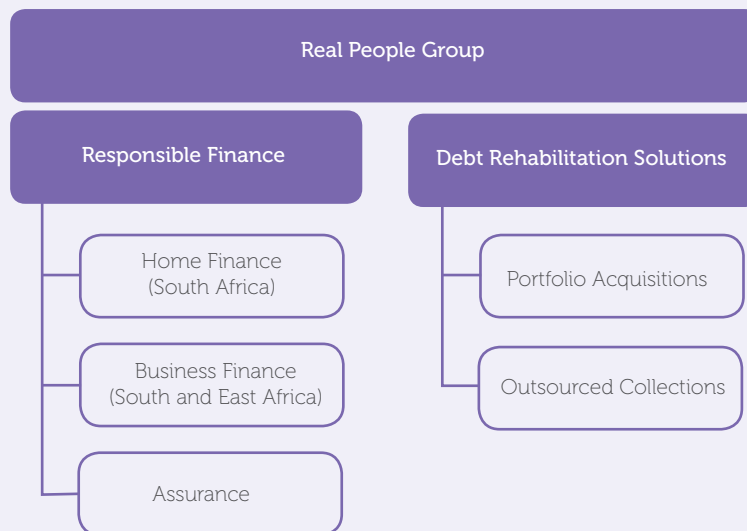 Real People Group
Responsible Finance
Debt Rehabilitation Solutions
Home Finance
(South Africa)
Portfolio Acquisitions
Business Finance
(South and East Africa)
Outsourced Collections
Assurance